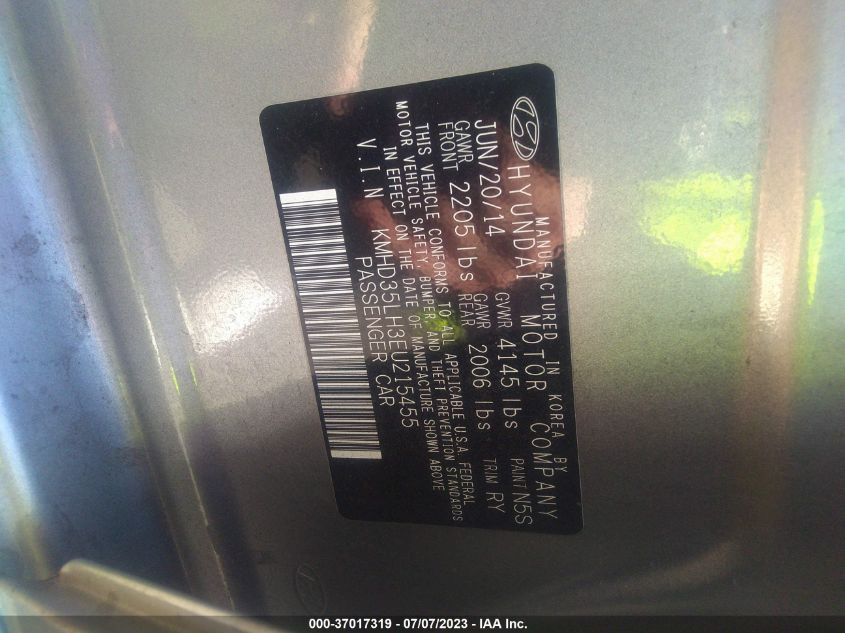 MANUFACTURED IN KOREA BY
HYUNDAI MOTOR COMPANY
JUN/20/14 GVWR 4145 lbs PAINT N5S
GAWR FRONT 2205 lbs GAWR REAR 2006 lbs TRIM RY
THIS VEHICLE CONFORMS TO ALL APPLICABLE U.S.A. FEDERAL
MOTOR VEHICLE SAFETY, BUMPER AND THEFT PREVENTION STANDARDS
IN EFFECT ON THE DATE OF MANUFACTURE SHOWN ABOVE
V.I.N KMHD35LH3EU215455
PASSENGER CAR
000-37017319 - 07/07/2023 - IAA Inc.